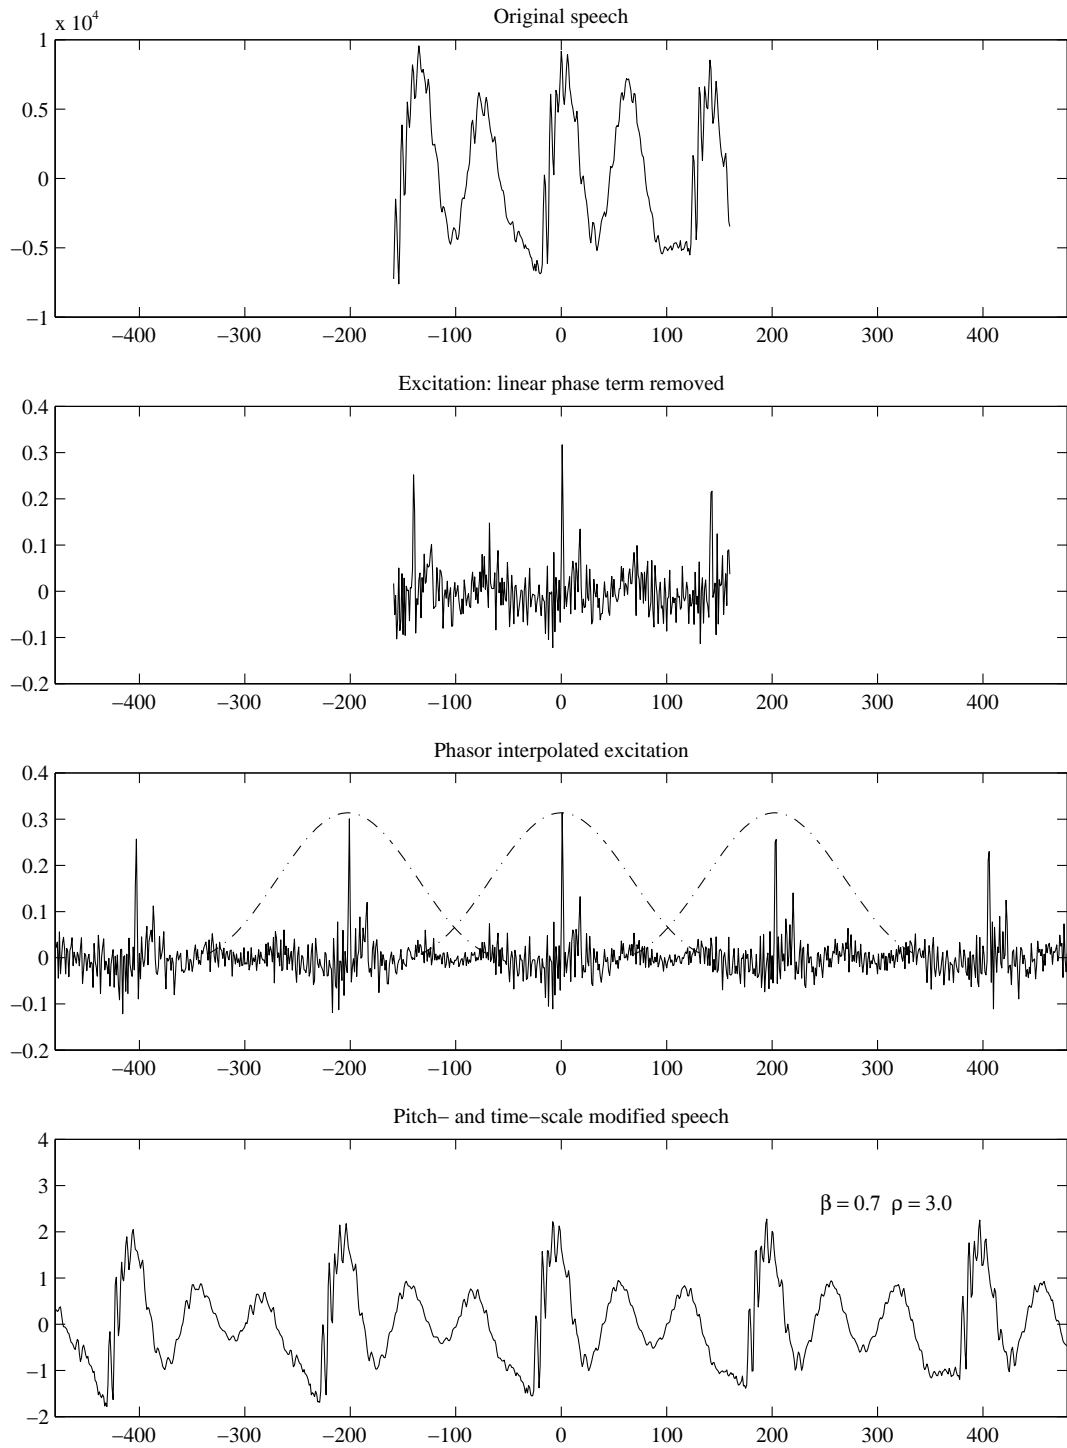 Original speech
x 10⁴
1
0.5
0
−0.5
−1
−400 −300 −200 −100 0 100 200 300 400
Excitation: linear phase term removed
0.4
0.3
0.2
0.1
0
−0.1
−0.2
−400 −300 −200 −100 0 100 200 300 400
Phasor interpolated excitation
0.4
0.3
0.2
0.1
0
−0.1
−0.2
−400 −300 −200 −100 0 100 200 300 400
Pitch− and time−scale modified speech
4
3
β = 0.7 ρ = 3.0
2
1
0
−1
−2
−400 −300 −200 −100 0 100 200 300 400